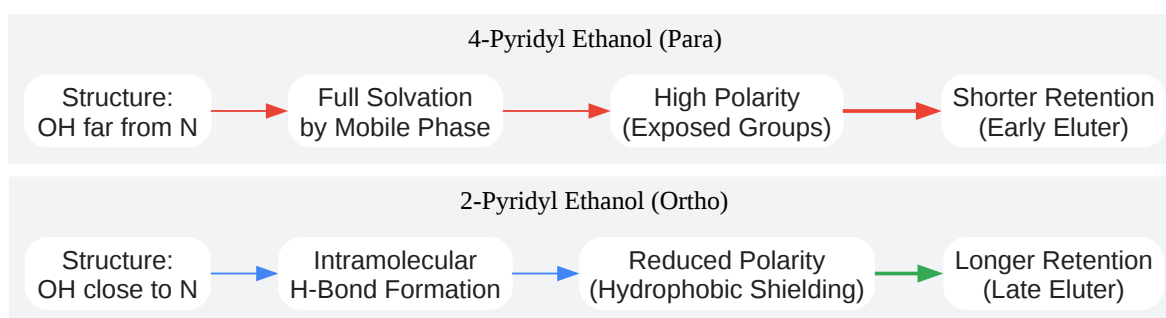 4-Pyridyl Ethanol (Para)
Structure:
OH far from N
Full Solvation
by Mobile Phase
High Polarity
(Exposed Groups)
Shorter Retention
(Early Eluter)
2-Pyridyl Ethanol (Ortho)
Structure:
OH close to N
Intramolecular
H-Bond Formation
Reduced Polarity
(Hydrophobic Shielding)
Longer Retention
(Late Eluter)